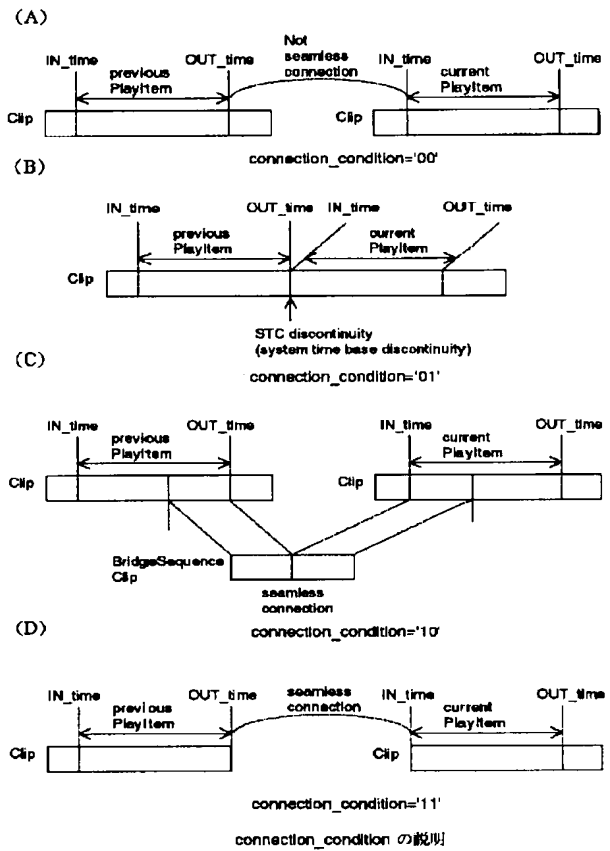 (A)
Not
seamless
connection
IN_time
OUT_time
IN_time
OUT_time
previous
PlayItem
current
PlayItem
Clip
Clip
connection_condition='00'
(B)
IN_time
OUT_time
IN_time
OUT_time
previous
PlayItem
current
PlayItem
Clip
STC discontinuity
(system time base discontinuity)
connection_condition='01'
(C)
IN_time
OUT_time
IN_time
OUT_time
previous
PlayItem
current
PlayItem
Clip
Clip
BridgeSequence
Clip
seamless
connection
connection_condition='10'
(D)
IN_time
OUT_time
seamless
connection
IN_time
OUT_time
previous
PlayItem
current
PlayItem
Clip
Clip
connection_condition='11'
connection_condition の説明